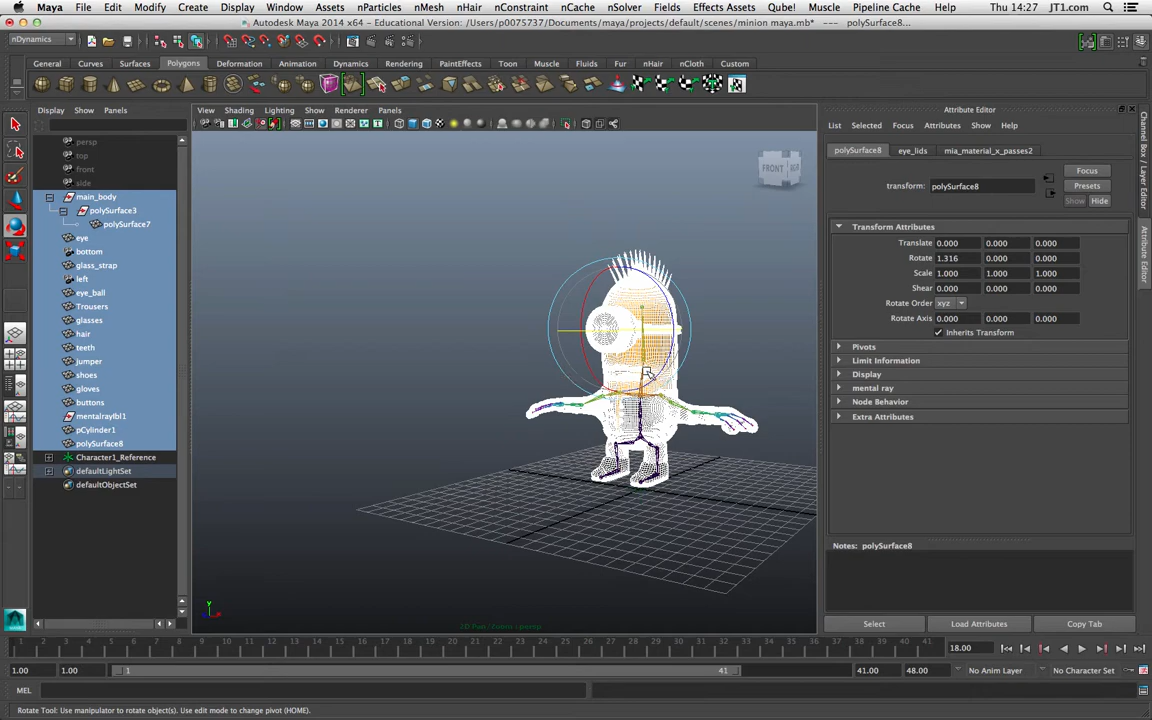 Maya File Edit Modify Create Display Window Assets nParticles nMesh nConstraint nCache nSolver Fields Effects Assets Qube! Muscle Pipeline Cache Help Thu 14:27 JT1.com
Autodesk Maya 2014 x64 - Educational Version: /Users/p0075737/Documents/maya/projects/default/scenes/minion maya.mb* --- polySurface8...
nDynamics
General Curves Surfaces Polygons Deformation Animation Dynamics Rendering PaintEffects Toon Muscle Fluids Fur nHair nCloth Custom
Display Show Panels
View Shading Lighting Show Renderer Panels
persp
top
front
side
main_body
polySurface3
polySurface7
eye
bottom
glass_strap
left
eye_ball
Trousers
glasses
hair
teeth
jumper
shoes
gloves
buttons
mentalrayIbl1
pCylinder1
polySurface8
Character1_Reference
defaultLightSet
defaultObjectSet
FRONT
Y
Attribute Editor
List Selected Focus Attributes Show Help
polySurface8 eye_lids mia_material_x_passes2
transform: polySurface8
Focus
Presets
Show Hide
Transform Attributes
Translate 0.000 0.000 0.000
Rotate 1.316 0.000 0.000
Scale 1.000 1.000 1.000
Shear 0.000 0.000 0.000
Rotate Order xyz
Rotate Axis 0.000 0.000 0.000
Inherits Transform
Pivots
Limit Information
Display
mental ray
Node Behavior
Extra Attributes
Notes: polySurface8
Select Load Attributes Copy Tab
Channel Box / Layer Editor
Attribute Editor
18.00
1.00 1.00 1 41 41.00 48.00 No Anim Layer No Character Set
MEL
Rotate Tool: Use manipulator to rotate object(s). Use edit mode to change pivot (HOME).